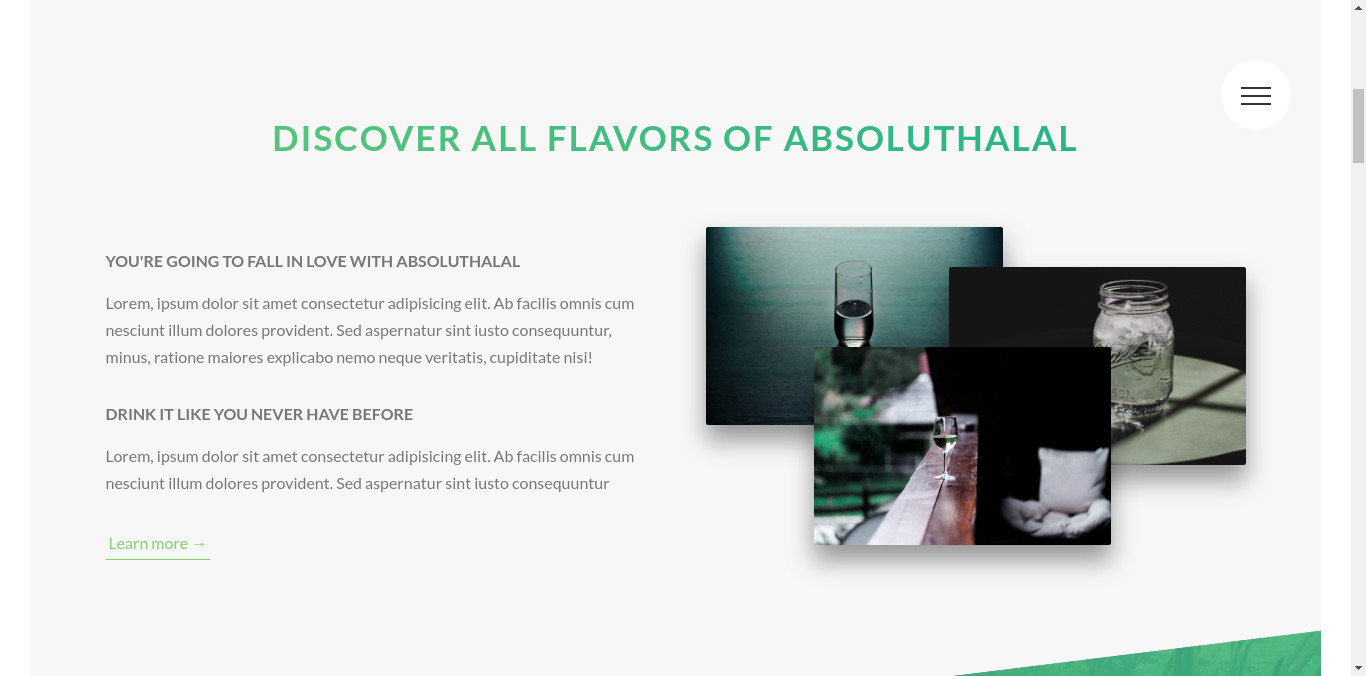 DISCOVER ALL FLAVORS OF ABSOLUTHALAL
YOU'RE GOING TO FALL IN LOVE WITH ABSOLUTHALAL
Lorem, ipsum dolor sit amet consectetur adipisicing elit. Ab facilis omnis cum
nesciunt illum dolores provident. Sed aspernatur sint iusto consequuntur,
minus, ratione maiores explicabo nemo neque veritatis, cupiditate nisi!
DRINK IT LIKE YOU NEVER HAVE BEFORE
Lorem, ipsum dolor sit amet consectetur adipisicing elit. Ab facilis omnis cum
nesciunt illum dolores provident. Sed aspernatur sint iusto consequuntur
Learn more →